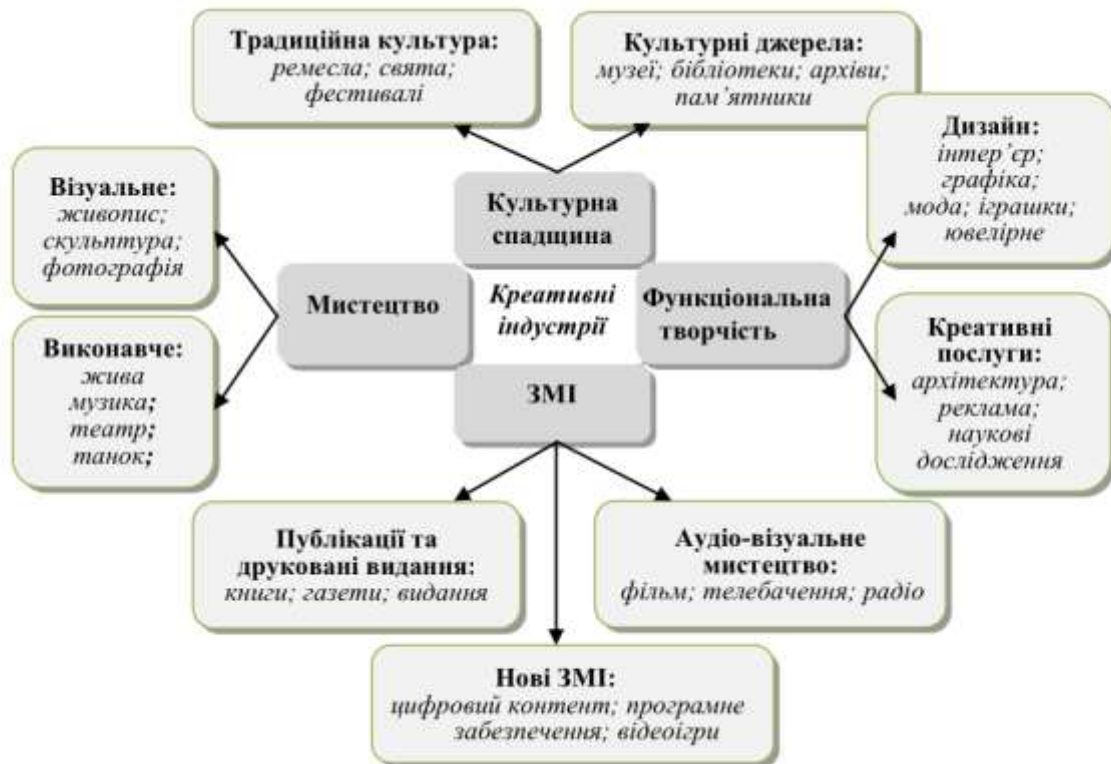 Традиційна культура:
ремесла; свята;
фестивалі
Культурні джерела:
музеї; бібліотеки; архіви;
пам’ятники
Дизайн:
інтер’єр;
графіка;
мода; іграшки;
ювелірне
Візуальне:
живопис;
скульптура;
фотографія
Культурна
спадщина
Мистецтво
Креативні
індустрії
Функціональна
творчість
ЗМІ
Виконавче:
жива
музика;
театр;
танок;
Креативні
послуги:
архітектура;
реклама;
наукові
дослідження
Публікації та
друковані видання:
книги; газети; видання
Аудіо-візуальне
мистецтво:
фільм; телебачення; радіо
Нові ЗМІ:
цифровий контент; програмне
забезпечення; відеоігри